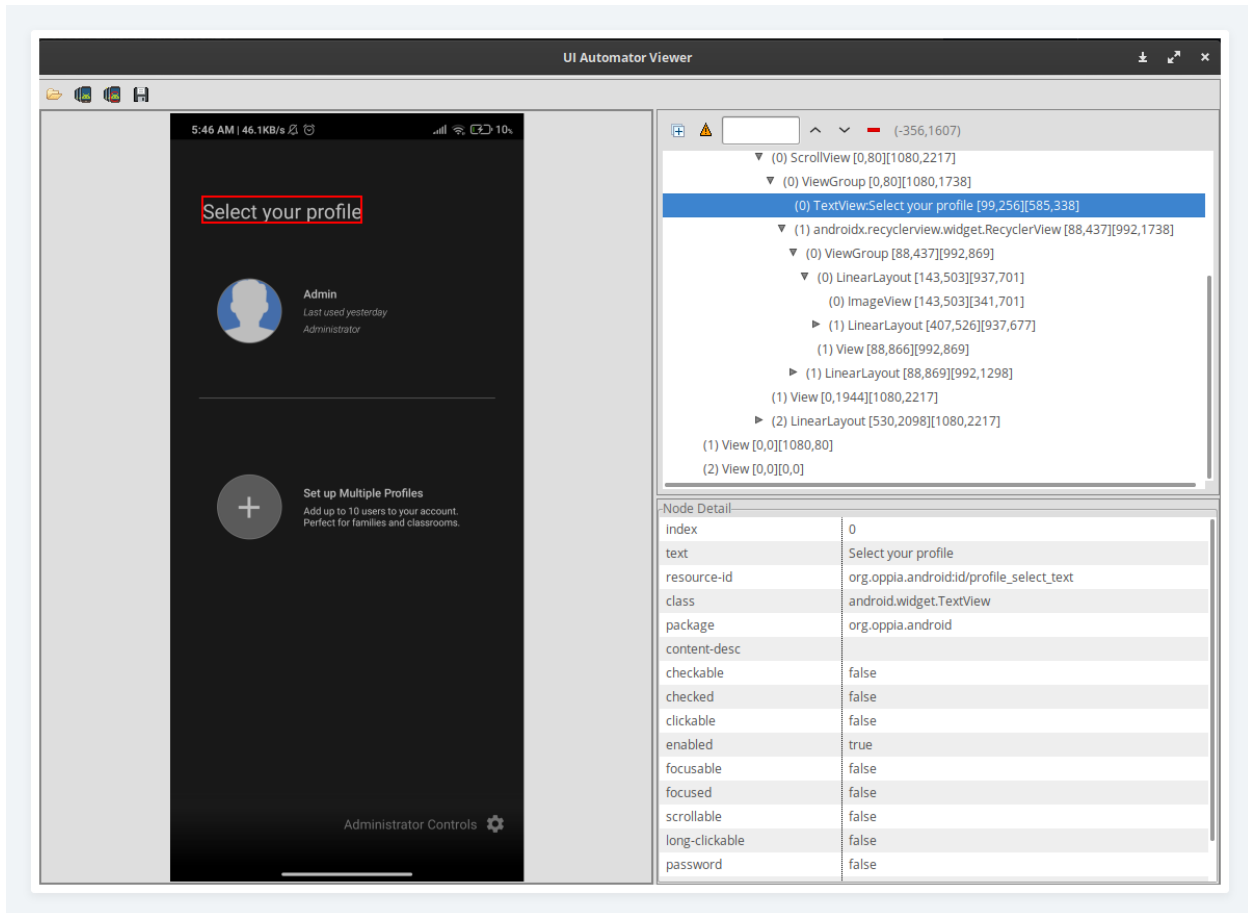 UI Automator Viewer
5:46 AM | 46.1KB/s
10%
Select your profile
Admin
Last used yesterday
Administrator
Set up Multiple Profiles
Add up to 10 users to your account.
Perfect for families and classrooms.
Administrator Controls
(-356,1607)
(0) ScrollView [0,80][1080,2217]
(0) ViewGroup [0,80][1080,1738]
(0) TextView:Select your profile [99,256][585,338]
(1) androidx.recyclerview.widget.RecyclerView [88,437][992,1738]
(0) ViewGroup [88,437][992,869]
(0) LinearLayout [143,503][937,701]
(0) ImageView [143,503][341,701]
(1) LinearLayout [407,526][937,677]
(1) View [88,866][992,869]
(1) LinearLayout [88,869][992,1298]
(1) View [0,1944][1080,2217]
(2) LinearLayout [530,2098][1080,2217]
(1) View [0,0][1080,80]
(2) View [0,0][0,0]
Node Detail
index 0
text Select your profile
resource-id org.oppia.android:id/profile_select_text
class android.widget.TextView
package org.oppia.android
content-desc
checkable false
checked false
clickable false
enabled true
focusable false
focused false
scrollable false
long-clickable false
password false